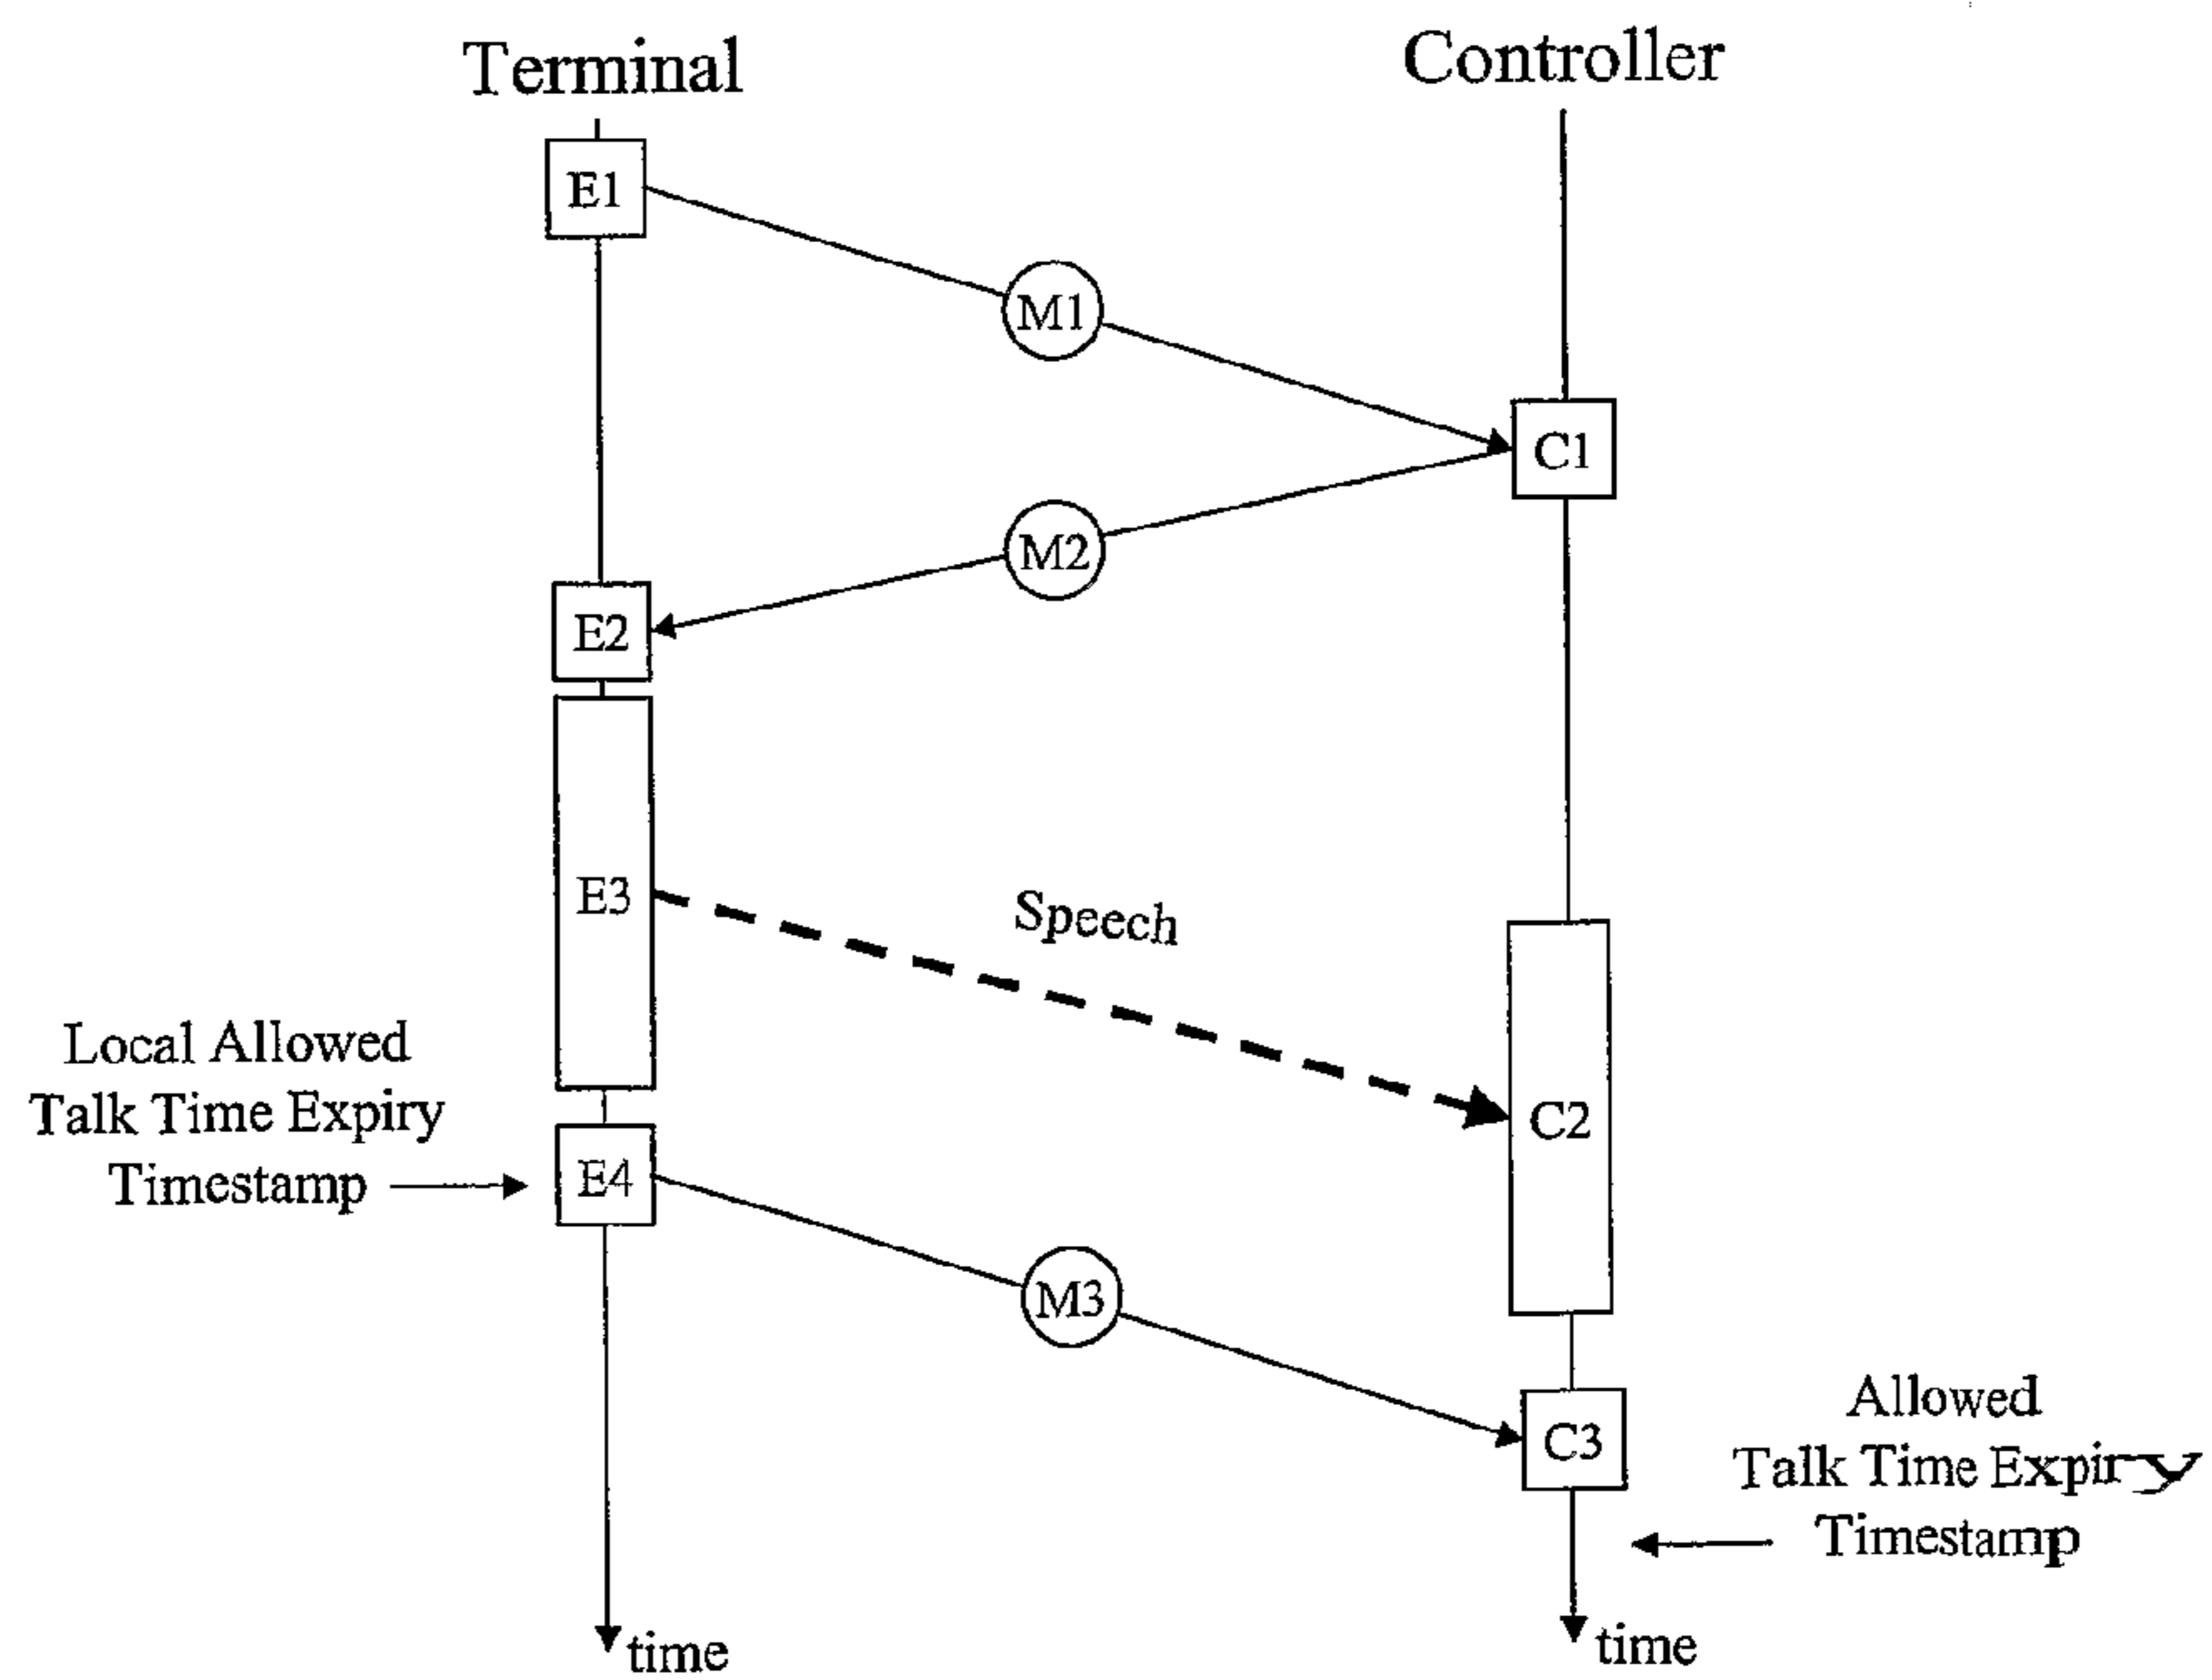 Terminal
Controller
E1
M1
C1
M2
E2
E3
Speech
Local Allowed
Talk Time Expiry
Timestamp
C2
E4
M3
C3
Allowed
Talk Time Expiry
Timestamp
time
time